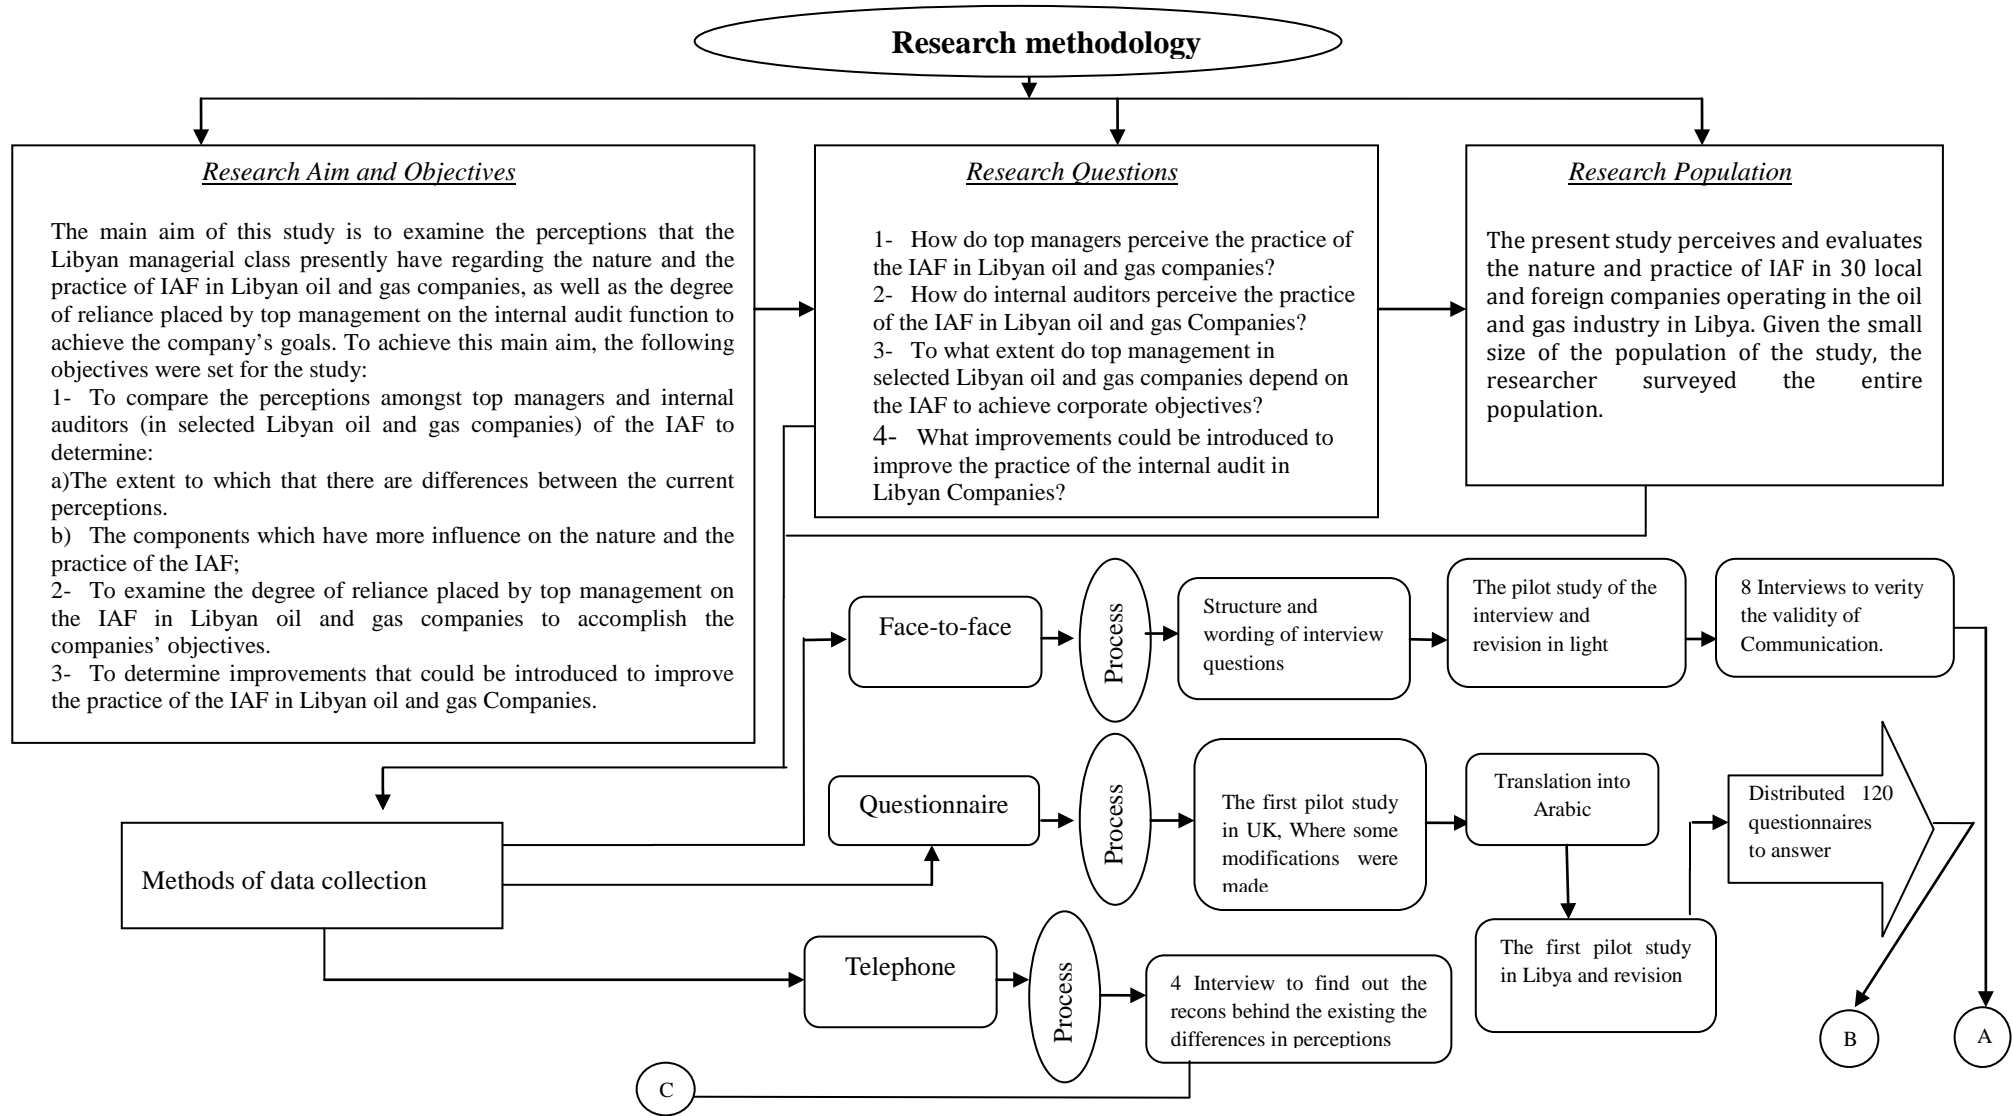 Research methodology
Research Aim and Objectives
The main aim of this study is to examine the perceptions that the
Libyan managerial class presently have regarding the nature and the
practice of IAF in Libyan oil and gas companies, as well as the degree
of reliance placed by top management on the internal audit function to
achieve the company’s goals. To achieve this main aim, the following
objectives were set for the study:
1- To compare the perceptions amongst top managers and internal
auditors (in selected Libyan oil and gas companies) of the IAF to
determine:
a)The extent to which that there are differences between the current
perceptions.
b) The components which have more influence on the nature and the
practice of the IAF;
2- To examine the degree of reliance placed by top management on
the IAF in Libyan oil and gas companies to accomplish the
companies’ objectives.
3- To determine improvements that could be introduced to improve
the practice of the IAF in Libyan oil and gas Companies.
Research Questions
1- How do top managers perceive the practice of
the IAF in Libyan oil and gas companies?
2- How do internal auditors perceive the practice
of the IAF in Libyan oil and gas Companies?
3- To what extent do top management in
selected Libyan oil and gas companies depend on
the IAF to achieve corporate objectives?
4- What improvements could be introduced to
improve the practice of the internal audit in
Libyan Companies?
Research Population
The present study perceives and evaluates
the nature and practice of IAF in 30 local
and foreign companies operating in the oil
and gas industry in Libya. Given the small
size of the population of the study, the
researcher surveyed the entire
population.
Face-to-face
Process
Structure and
wording of interview
questions
The pilot study of the
interview and
revision in light
8 Interviews to verity
the validity of
Communication.
Methods of data collection
Questionnaire
Process
The first pilot study
in UK, Where some
modifications were
made
Translation into
Arabic
The first pilot study
in Libya and revision
Distributed 120
questionnaires
to answer
Telephone
Process
4 Interview to find out the
recons behind the existing the
differences in perceptions
B
A
C